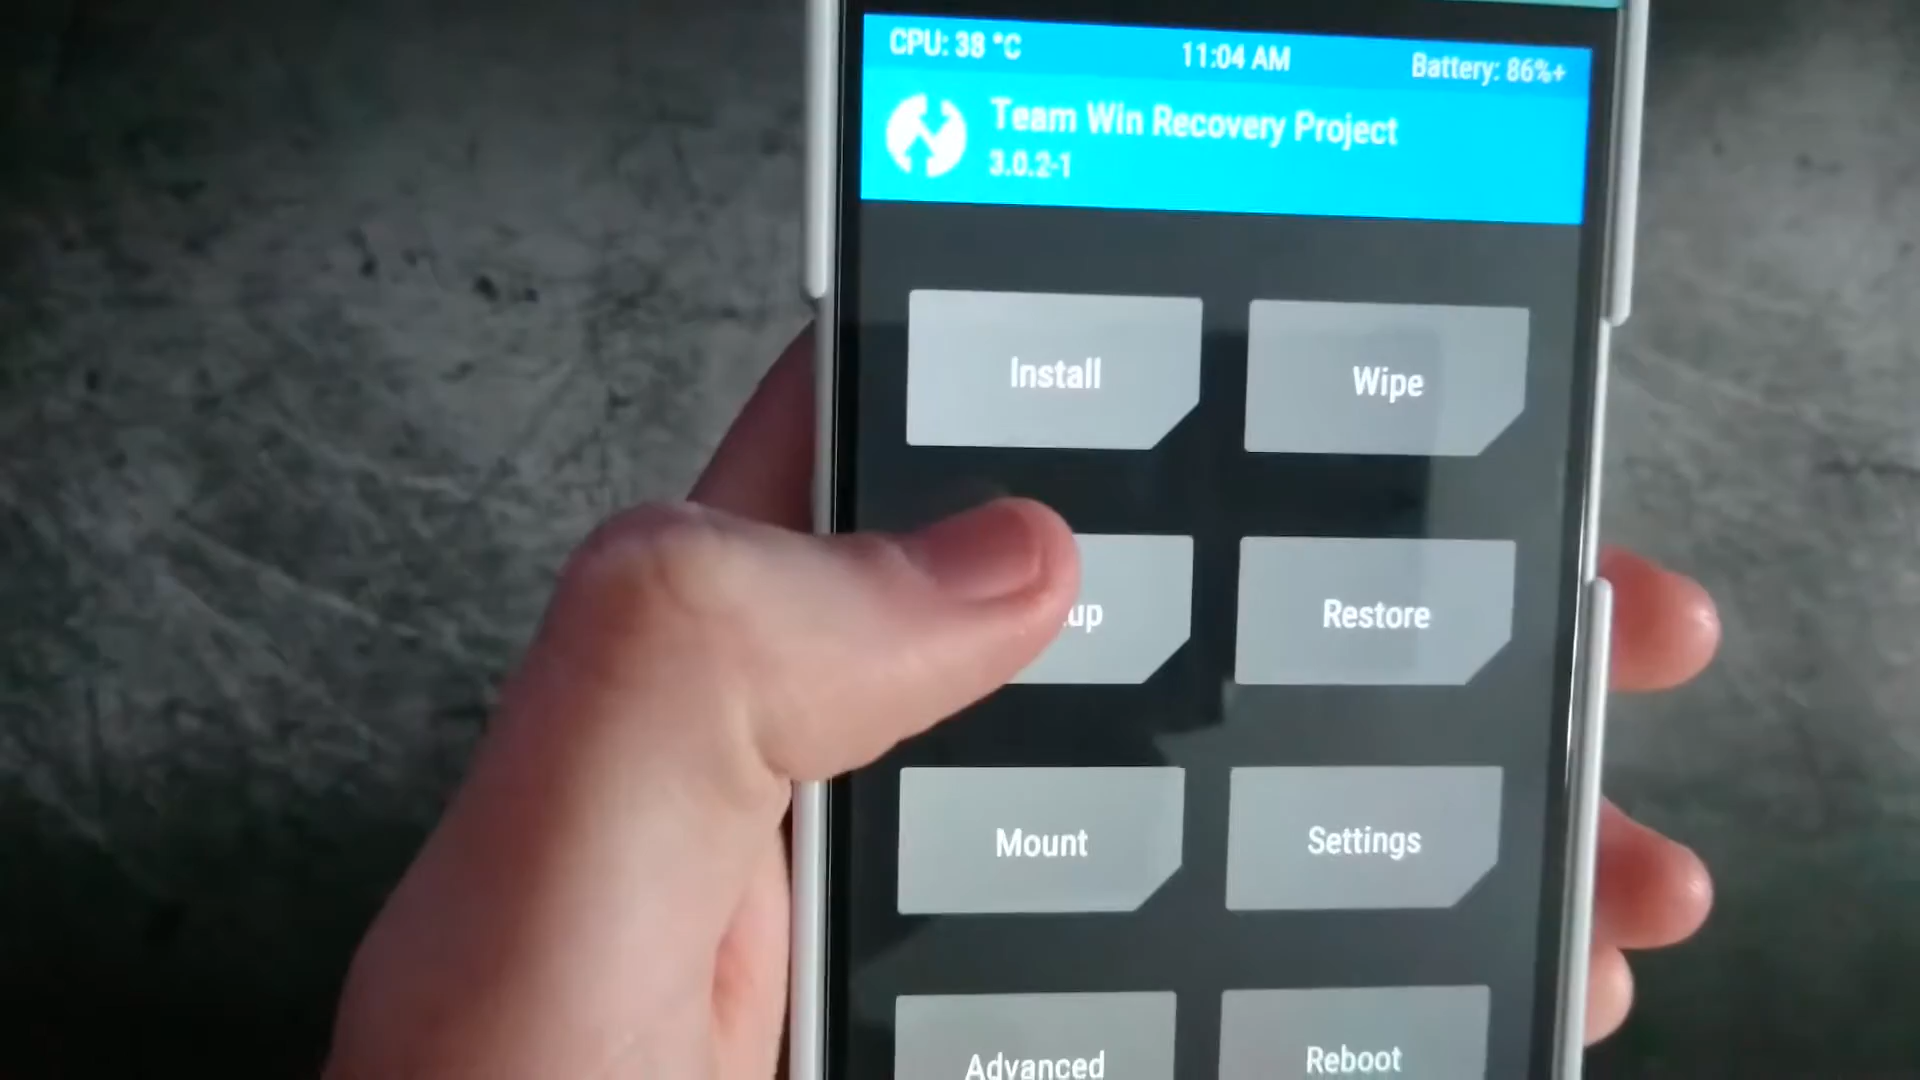 CPU: 38 °C 11:04 AM Battery: 86%+
Team Win Recovery Project
3.0.2-1
Install Wipe
up Restore
Mount Settings
Advanced Reboot